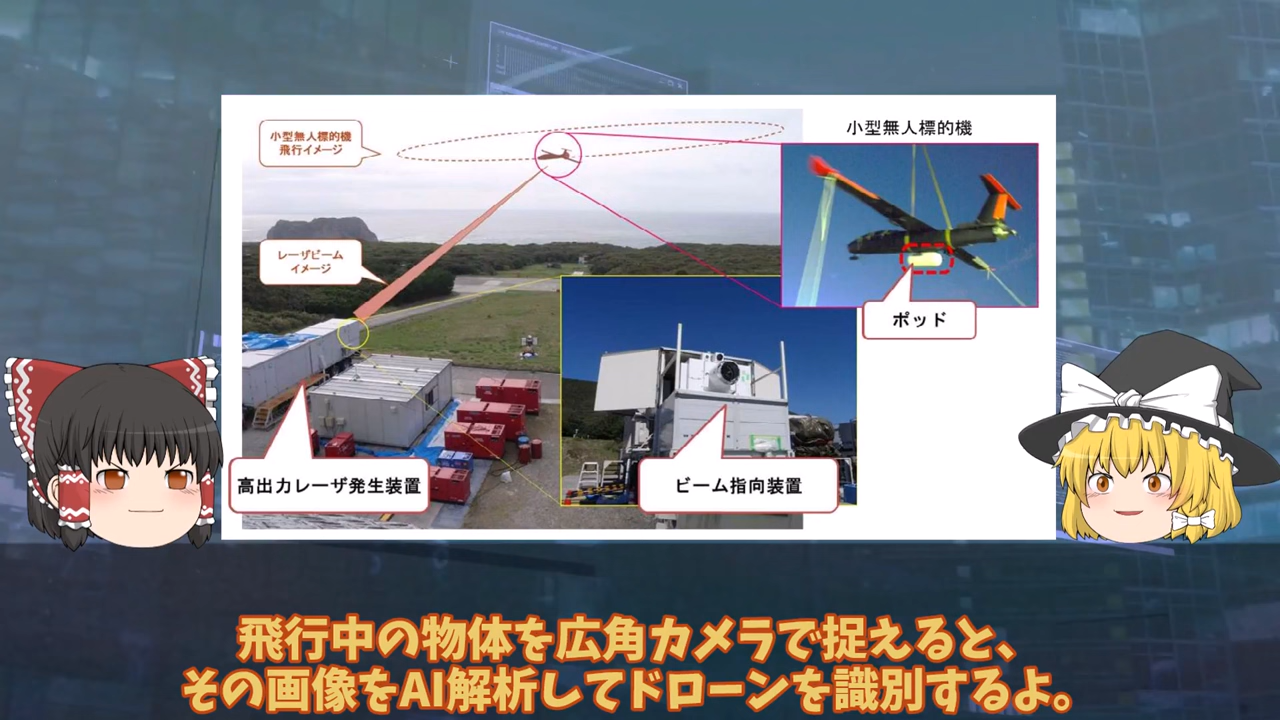 小型無人標的機
飛行イメージ
小型無人標的機
レーザビーム
イメージ
ポッド
高出力レーザ発生装置
ビーム指向装置
飛行中の物体を広角カメラで捉えると、
その画像をAI解析してドローンを識別するよ。